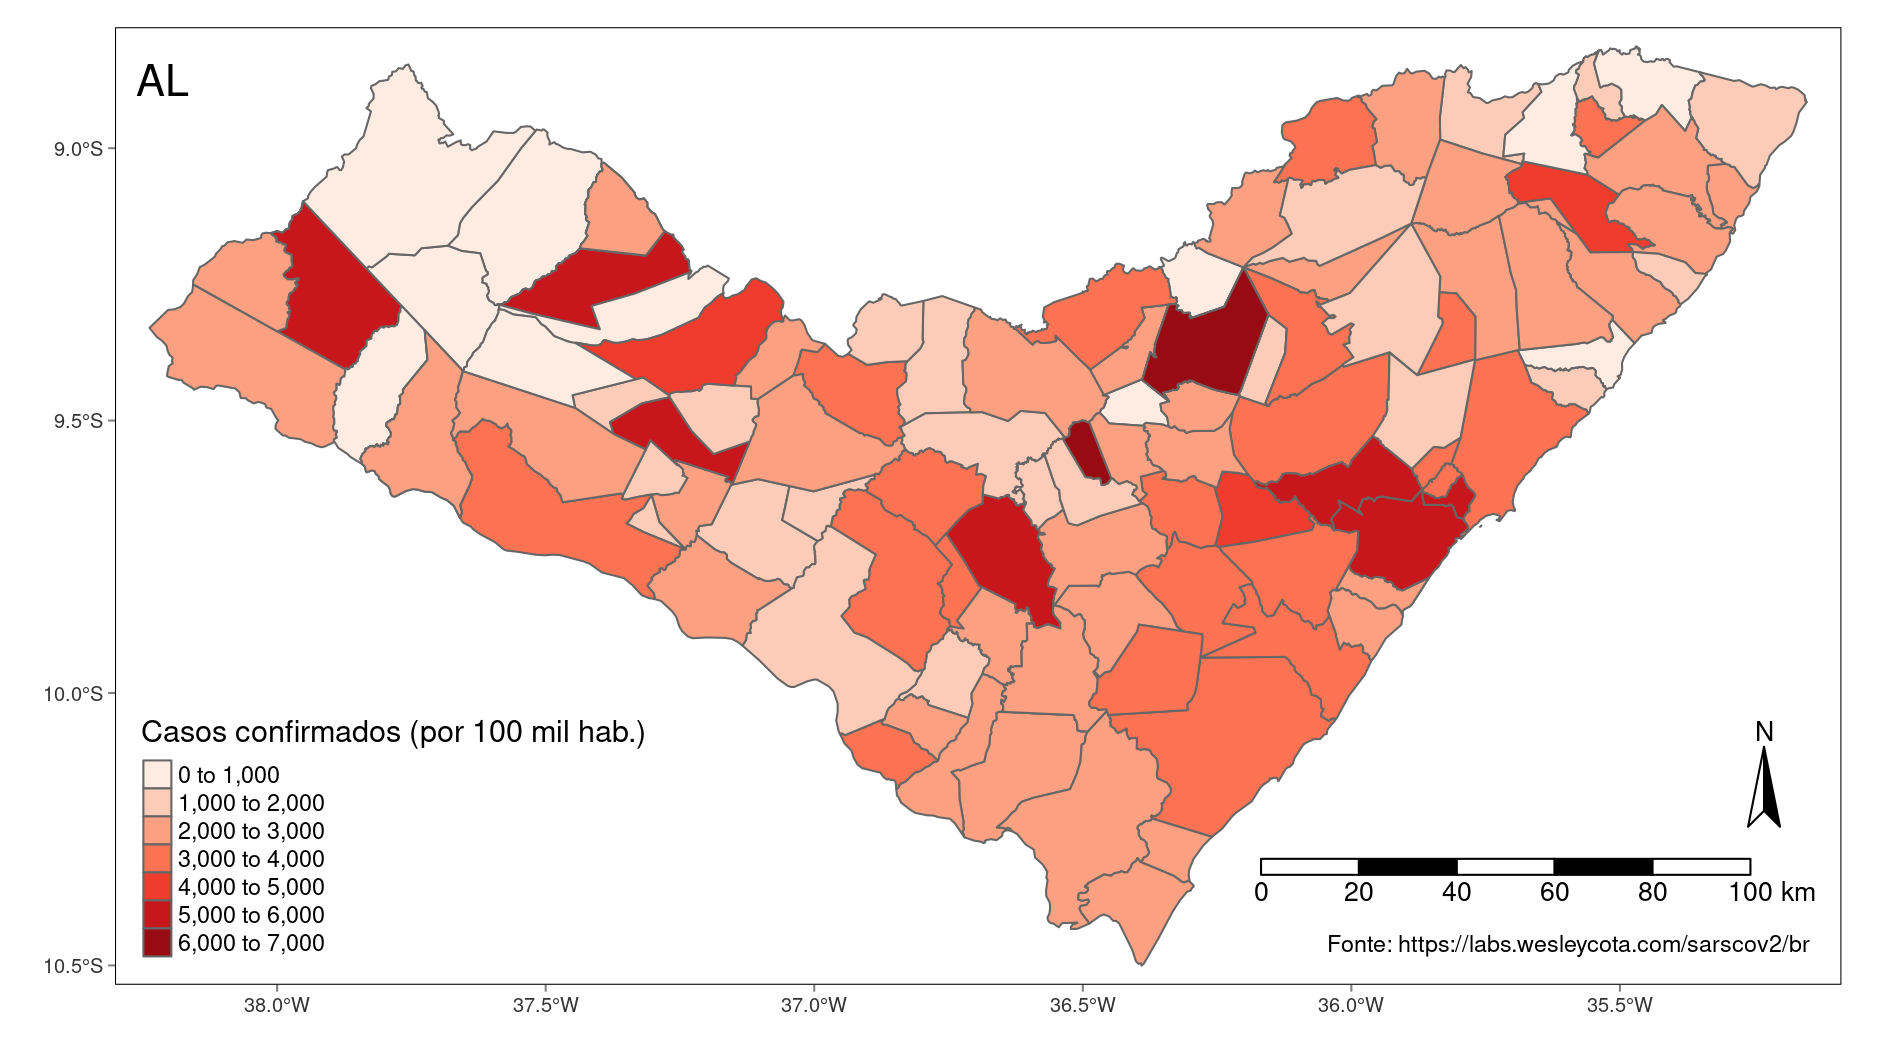 AL
9.0°S
9.5°S
10.0°S
10.5°S
Casos confirmados (por 100 mil hab.)
0 to 1,000
1,000 to 2,000
2,000 to 3,000
3,000 to 4,000
4,000 to 5,000
5,000 to 6,000
6,000 to 7,000
N
0 20 40 60 80 100 km
Fonte: https://labs.wesleycota.com/sarscov2/br
38.0°W 37.5°W 37.0°W 36.5°W 36.0°W 35.5°W